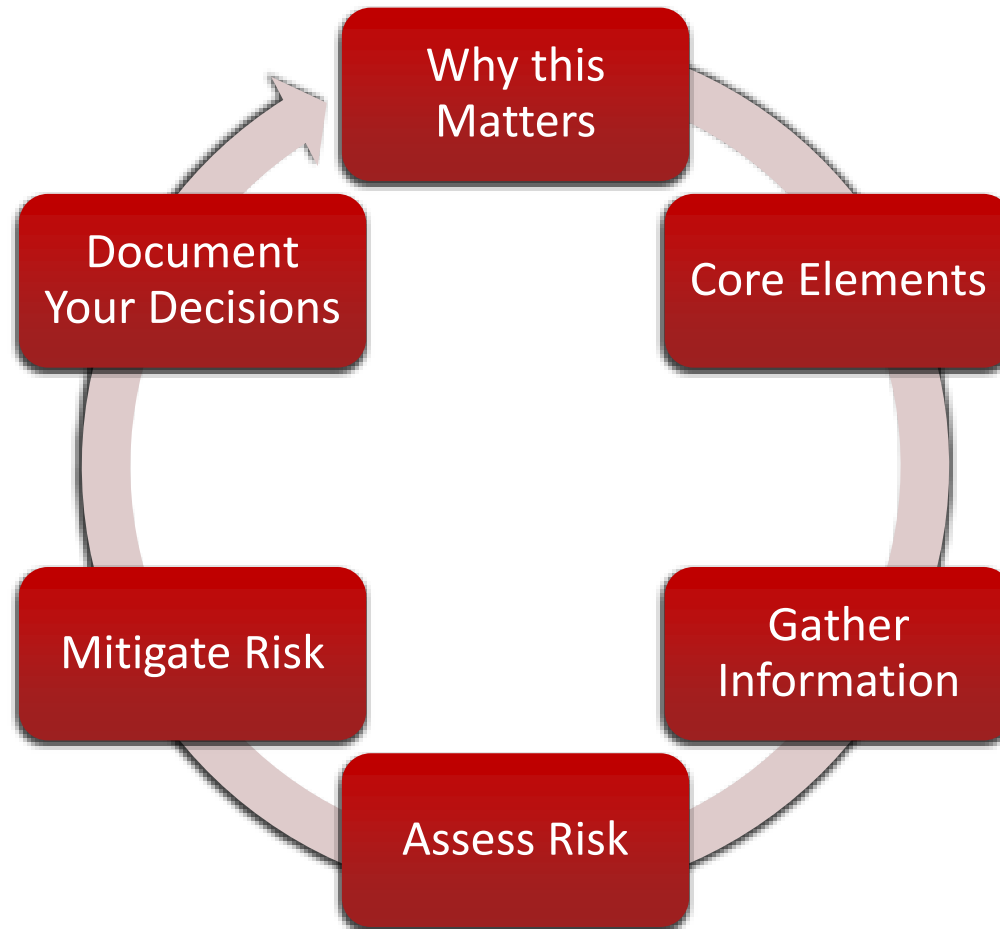 Why this
Matters
Core Elements
Gather
Information
Assess Risk
Mitigate Risk
Document
Your Decisions